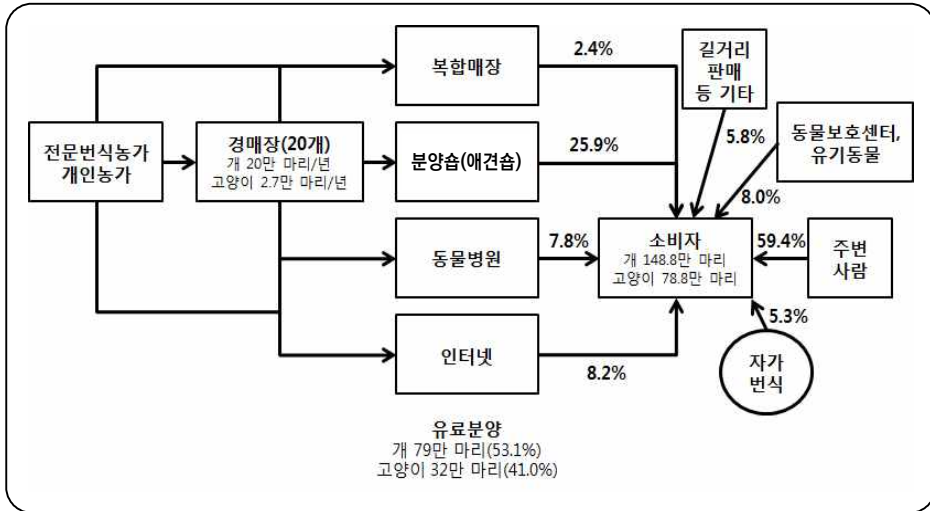 복합매장
2.4%
길거리
판매
등 기타
5.8%
동물보호센터,
유기동물
8.0%
전문번식농가
개인농가
경매장(20개)
개 20만 마리/년
고양이 2.7만 마리/년
분양숍(애견숍)
25.9%
동물병원
7.8%
소비자
개 148.8만 마리
고양이 78.8만 마리
59.4%
주변
사람
5.3%
자가
번식
인터넷
8.2%
유료분양
개 79만 마리(53.1%)
고양이 32만 마리(41.0%)